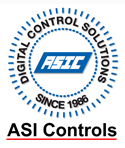 DIGITAL CONTROL SOLUTIONS
ASIC
SINCE 1986
ASI Controls